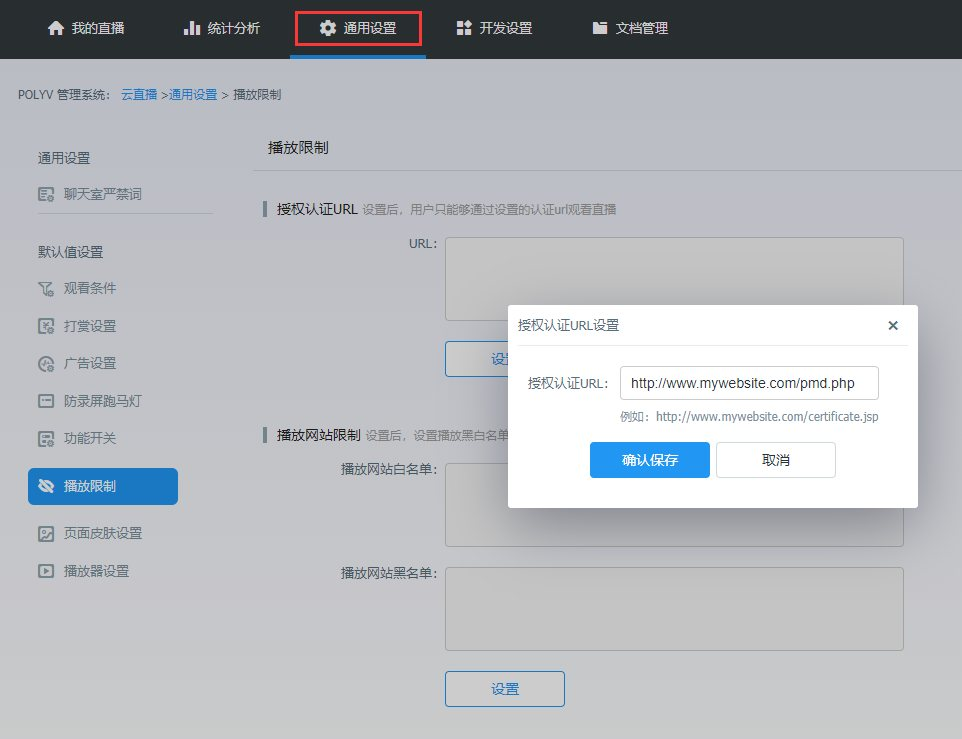 我的直播 统计分析 通用设置 开发设置 文档管理
POLYV 管理系统： 云直播 >通用设置 > 播放限制
通用设置
聊天室严禁词
默认值设置
观看条件
打赏设置
广告设置
防录屏跑马灯
功能开关
播放限制
页面皮肤设置
播放器设置
播放限制
授权认证URL 设置后，用户只能够通过设置的认证url观看直播
URL：
设
播放网站限制 设置后，设置播放黑白名单
播放网站白名单：
播放网站黑名单：
设置
授权认证URL设置 ×
授权认证URL： http://www.mywebsite.com/pmd.php
例如：http://www.mywebsite.com/certificate.jsp
确认保存 取消